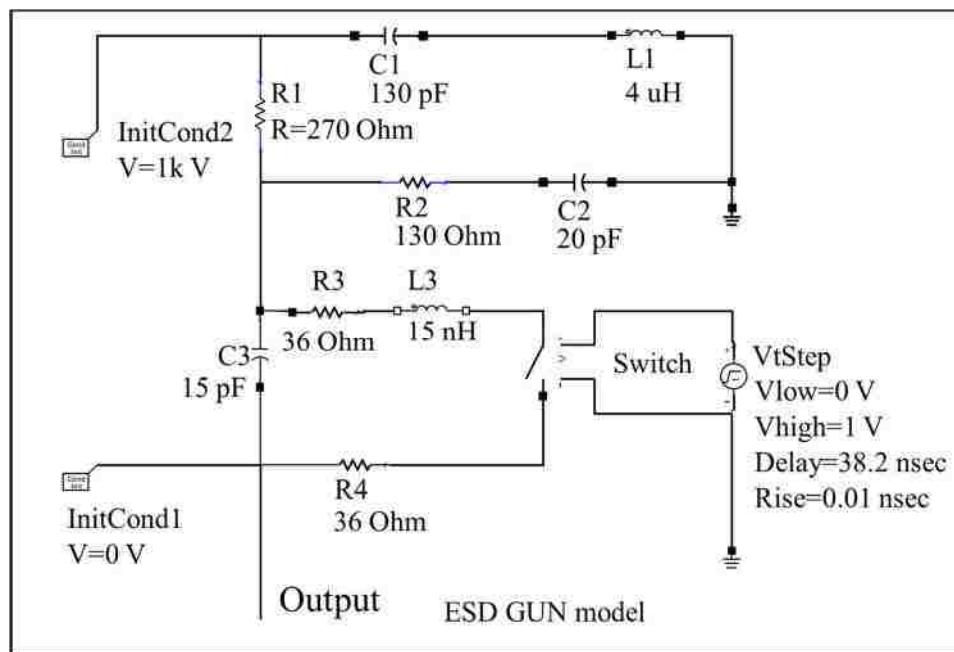 C1
130 pF
L1
4 uH
R1
R=270 Ohm
InitCond2
V=1k V
R2
130 Ohm
C2
20 pF
R3
36 Ohm
L3
15 nH
C3
15 pF
Switch
VtStep
Vlow=0 V
Vhigh=1 V
Delay=38.2 nsec
Rise=0.01 nsec
R4
36 Ohm
InitCond1
V=0 V
Output
ESD GUN model